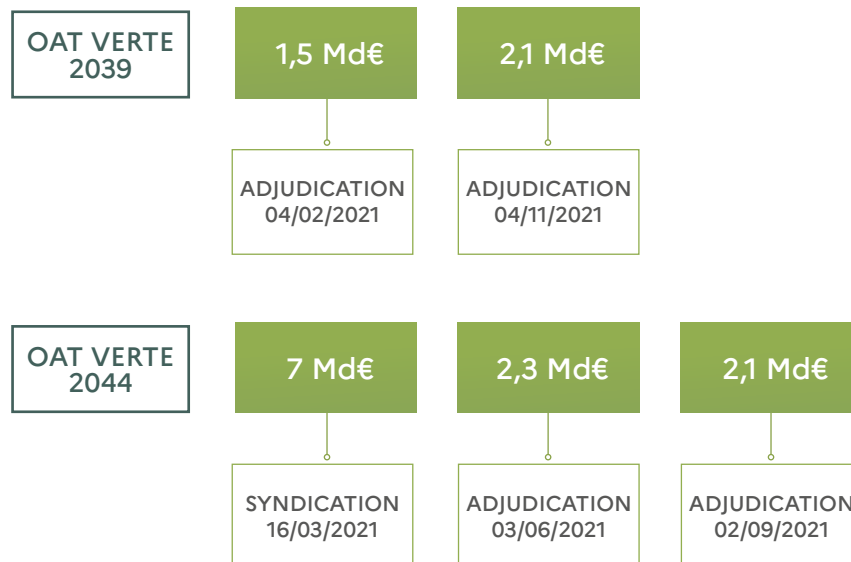 OAT VERTE
2039
1,5 Md€
2,1 Md€
ADJUDICATION
04/02/2021
ADJUDICATION
04/11/2021
OAT VERTE
2044
7 Md€
2,3 Md€
2,1 Md€
SYNDICATION
16/03/2021
ADJUDICATION
03/06/2021
ADJUDICATION
02/09/2021